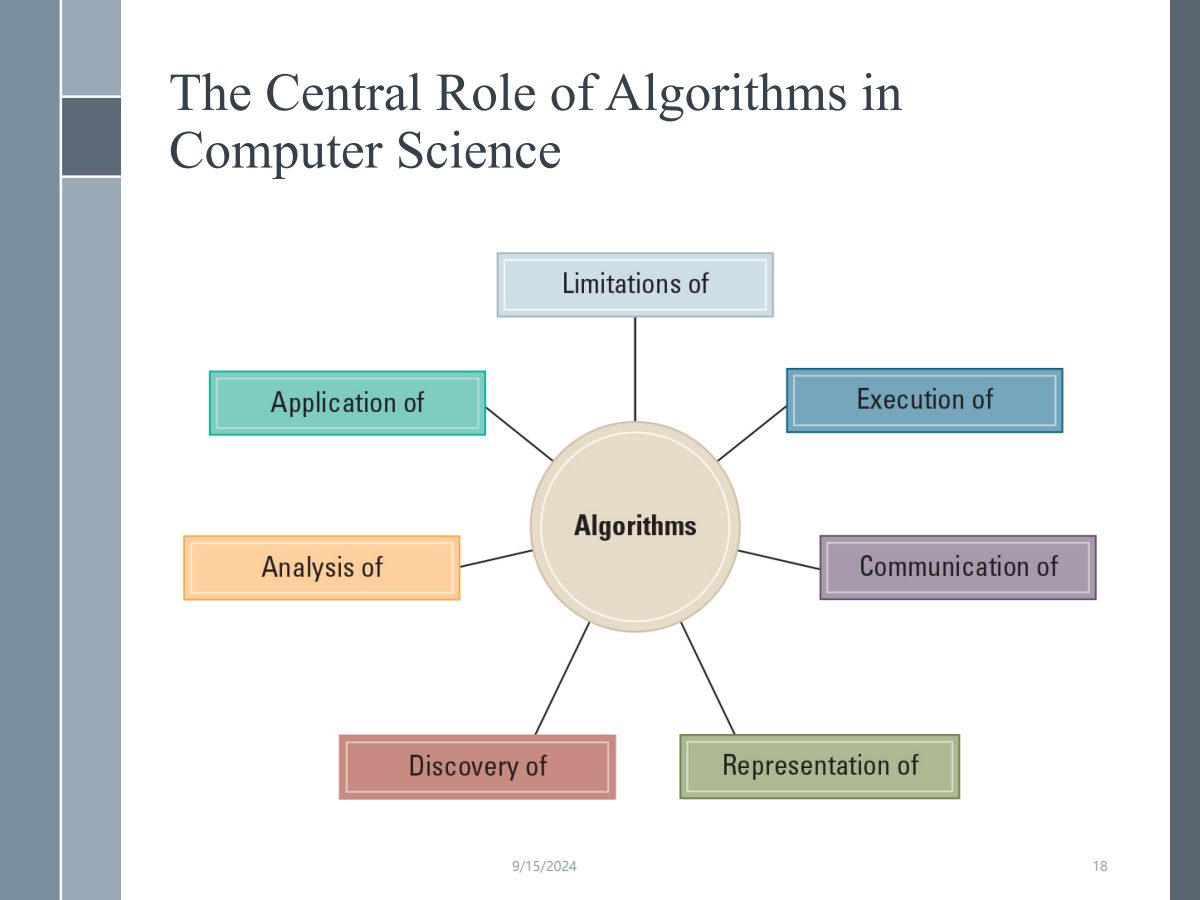 The Central Role of Algorithms in
Computer Science
Limitations of
Application of
Execution of
Algorithms
Analysis of
Communication of
Discovery of
Representation of
9/15/2024
18